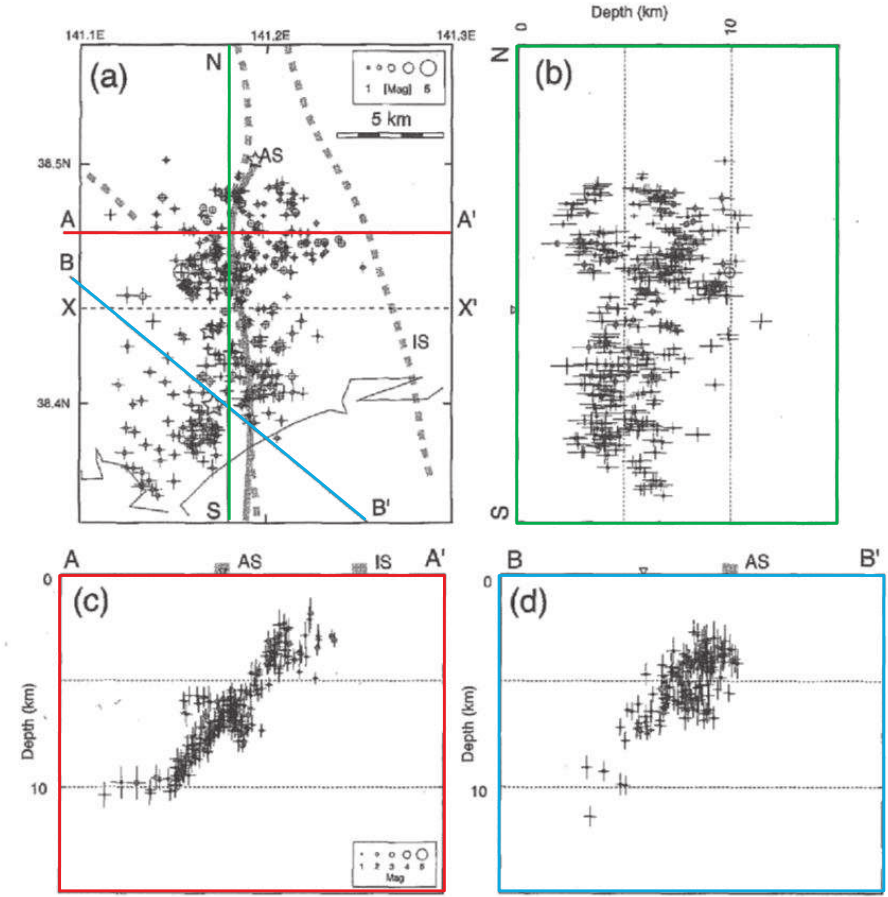 Depth (km)
0 10
141.1E 141.2E 141.3E
(a) N
1 [Mag] 6
5 km
AS
38.5N
A A'
B
X X'
IS
38.4N
S B'
N
(b)
S
A AS IS A'
0
(c)
Depth (km)
10
1 2 3 4 5
Mag
B AS B'
0
(d)
Depth (km)
10